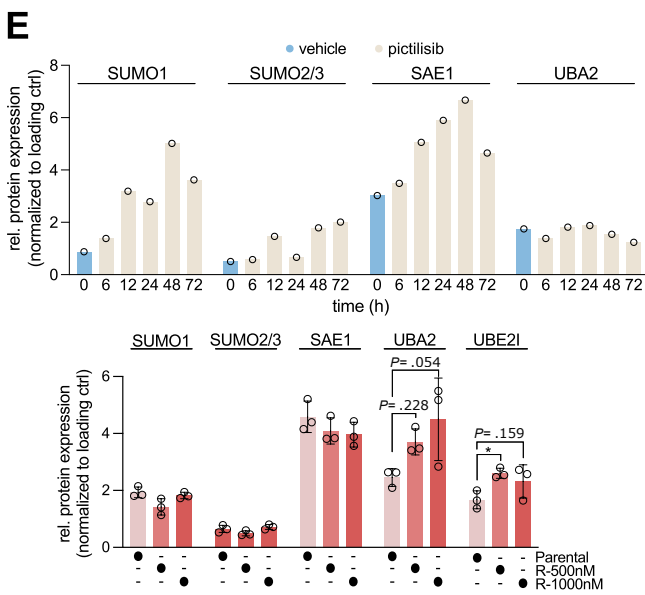 E
vehicle pictilisib
SUMO1 SUMO2/3 SAE1 UBA2
rel. protein expression
(normalized to loading ctrl)
8
6
4
2
0
0 6 12 24 48 72 0 6 12 24 48 72 0 6 12 24 48 72 0 6 12 24 48 72
time (h)
SUMO1 SUMO2/3 SAE1 UBA2 UBE2I
rel. protein expression
(normalized to loading ctrl)
6
4
2
0
P= .054
P= .228
P= .159
*
- - - - - - - - - - Parental
- - - - - - - - - - R-500nM
- - - - - - - - - - R-1000nM